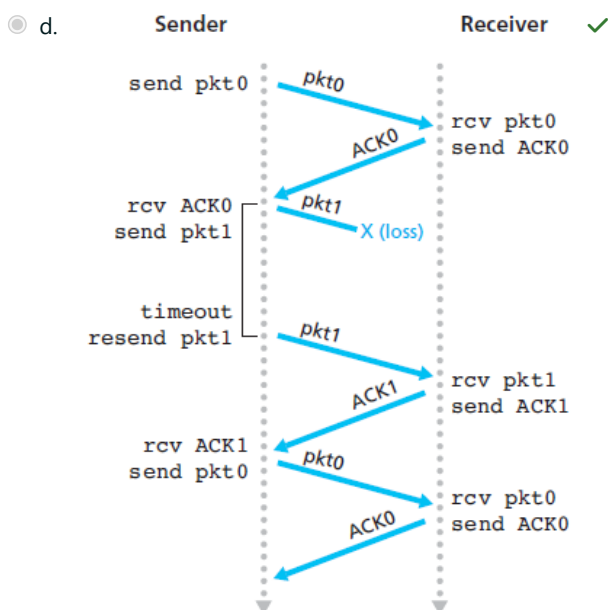 d. Sender Receiver
send pkt0
pkt0
rcv pkt0
send ACK0
ACK0
rcv ACK0
send pkt1
pkt1
X (loss)
timeout
resend pkt1
pkt1
rcv pkt1
send ACK1
ACK1
rcv ACK1
send pkt0
pkt0
rcv pkt0
send ACK0
ACK0